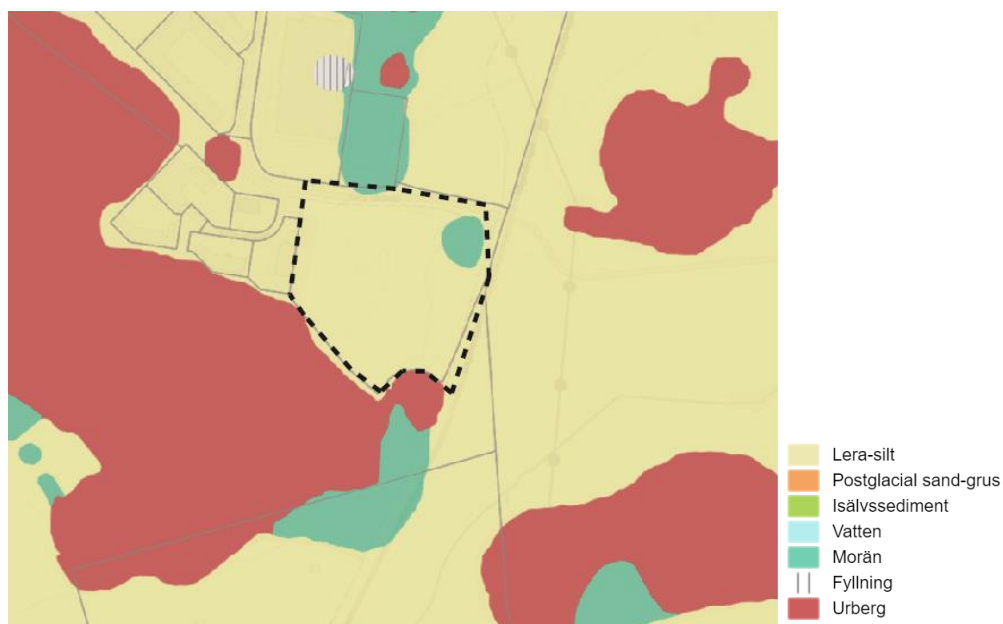 Lera-silt
Postglacial sand-grus
Isälvssediment
Vatten
Morän
Fyllning
Urberg